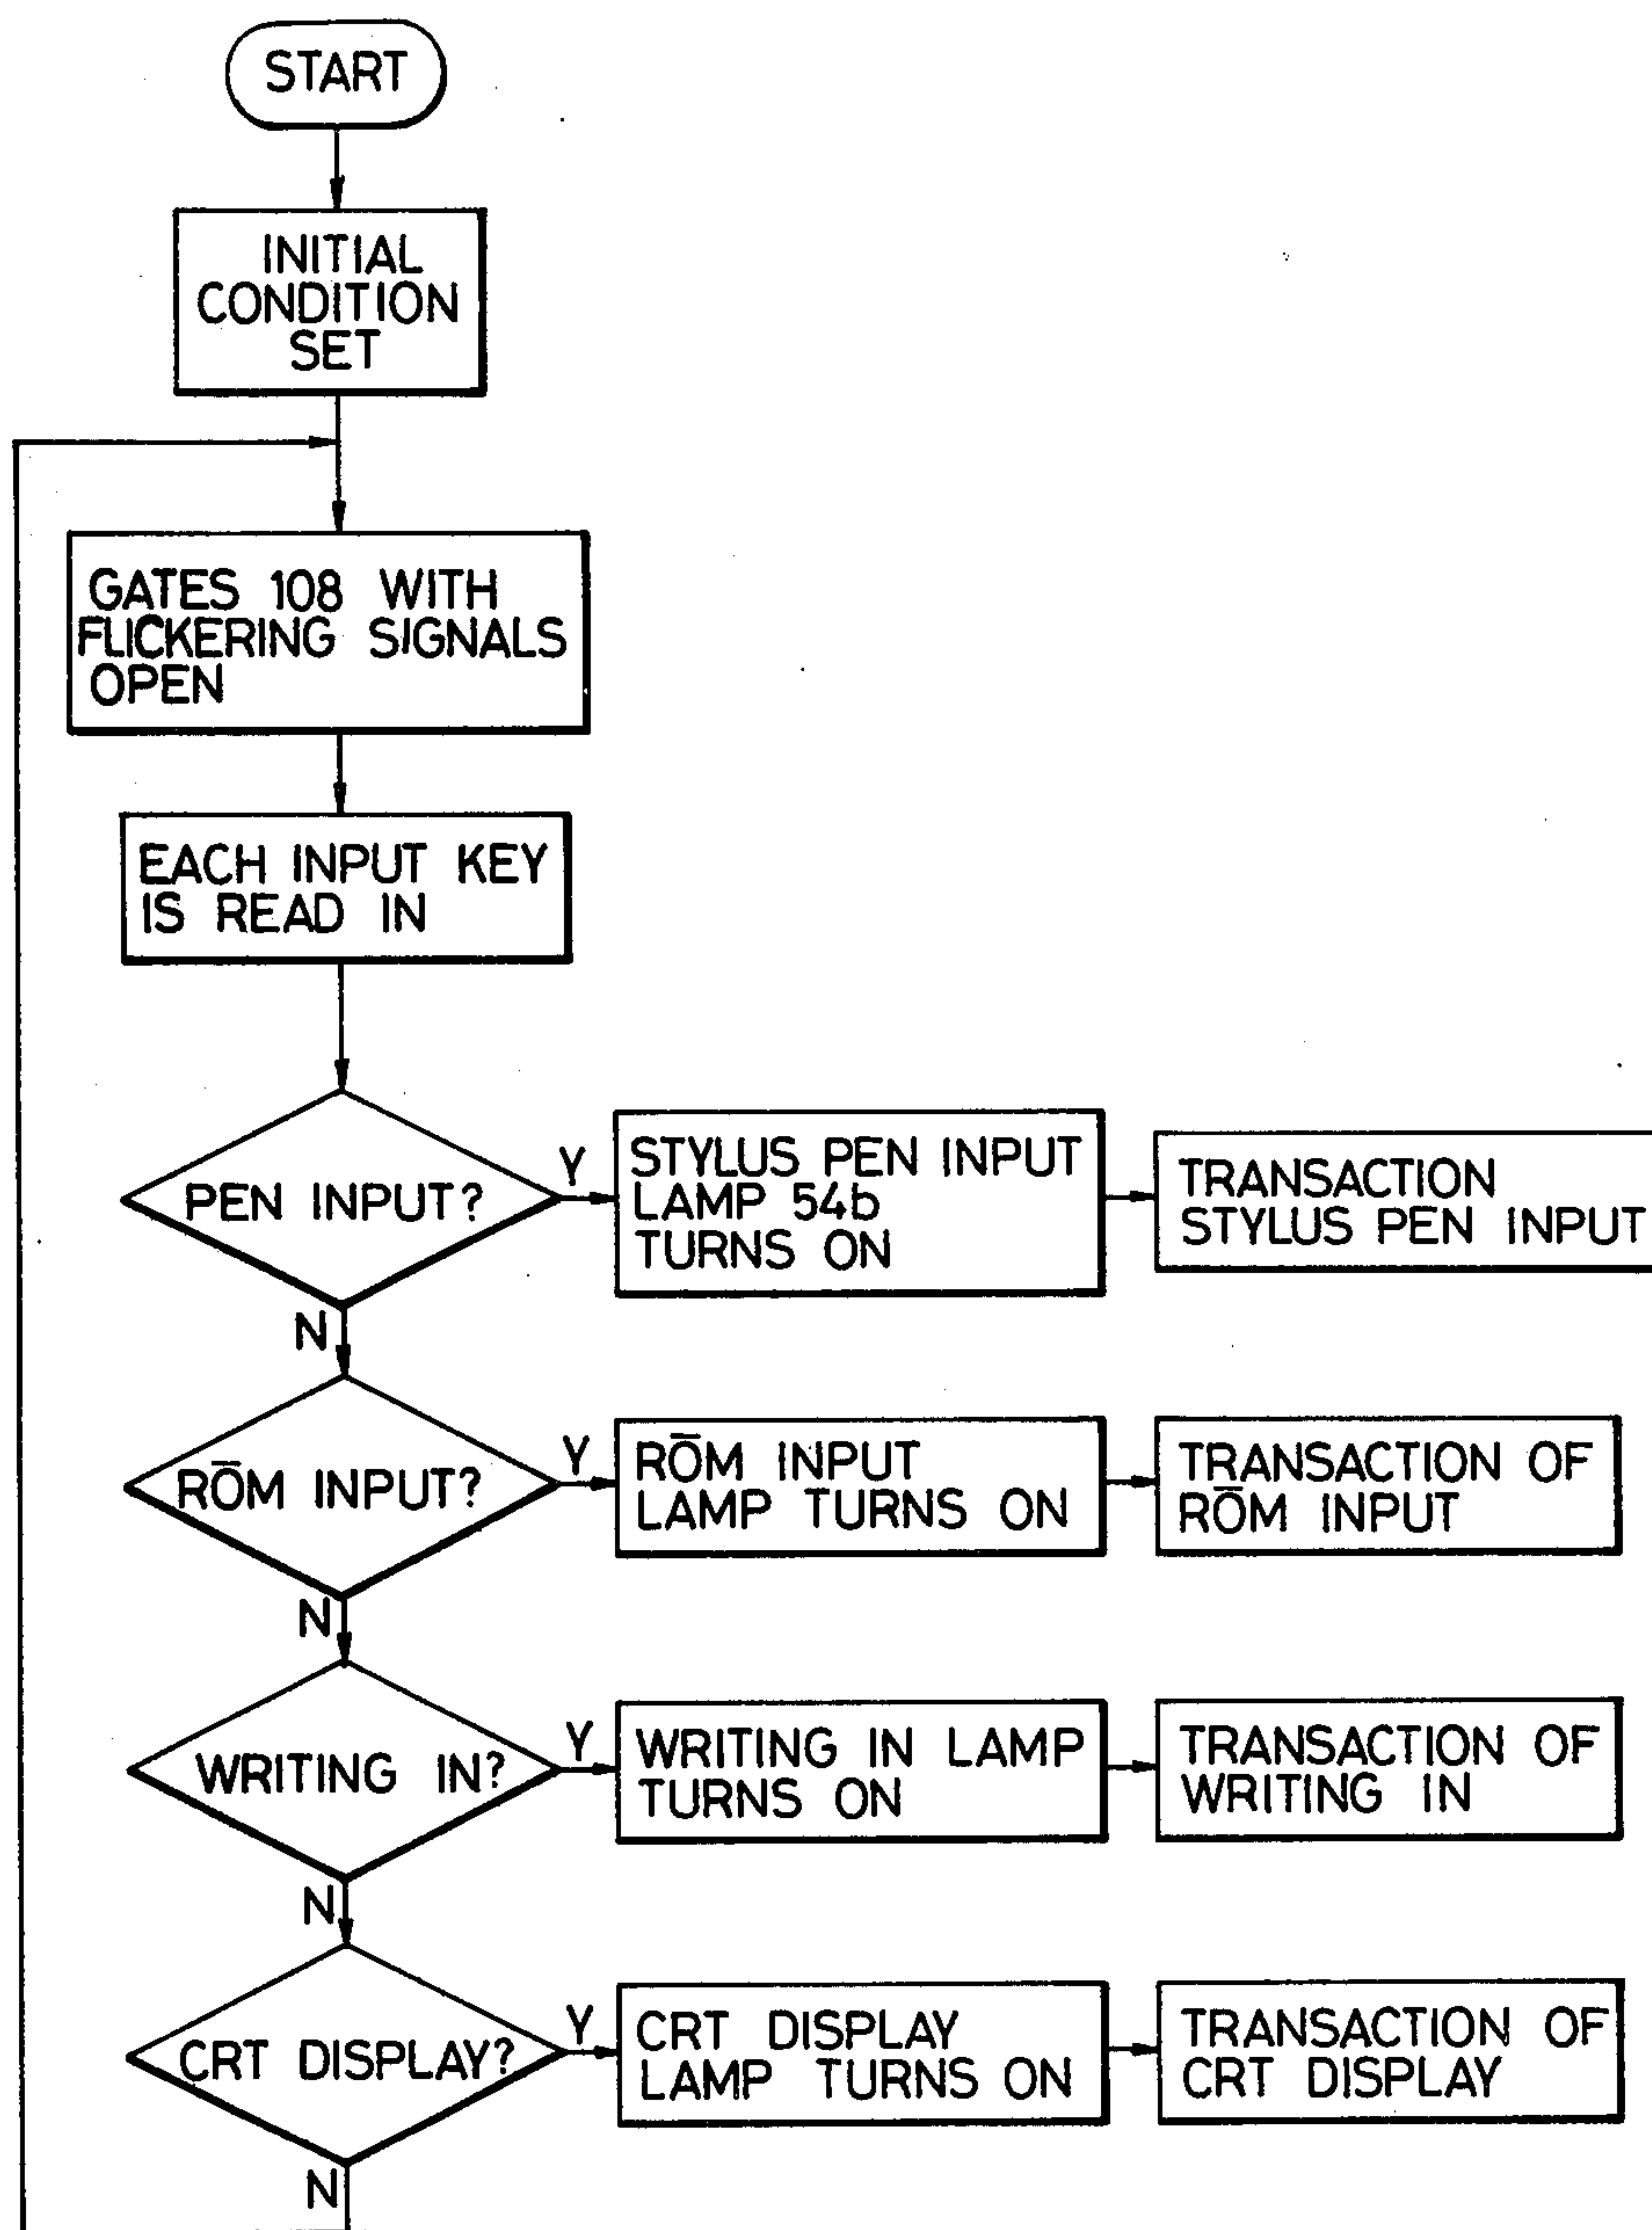 START
INITIAL
CONDITION
SET
GATES 108 WITH
FLICKERING SIGNALS
OPEN
EACH INPUT KEY
IS READ IN
PEN INPUT?
Y
STYLUS PEN INPUT
LAMP 54b
TURNS ON
TRANSACTION
STYLUS PEN INPUT
N
RŌM INPUT?
Y
RŌM INPUT
LAMP TURNS ON
TRANSACTION OF
RŌM INPUT
N
WRITING IN?
Y
WRITING IN LAMP
TURNS ON
TRANSACTION OF
WRITING IN
N
CRT DISPLAY?
Y
CRT DISPLAY
LAMP TURNS ON
TRANSACTION OF
CRT DISPLAY
N